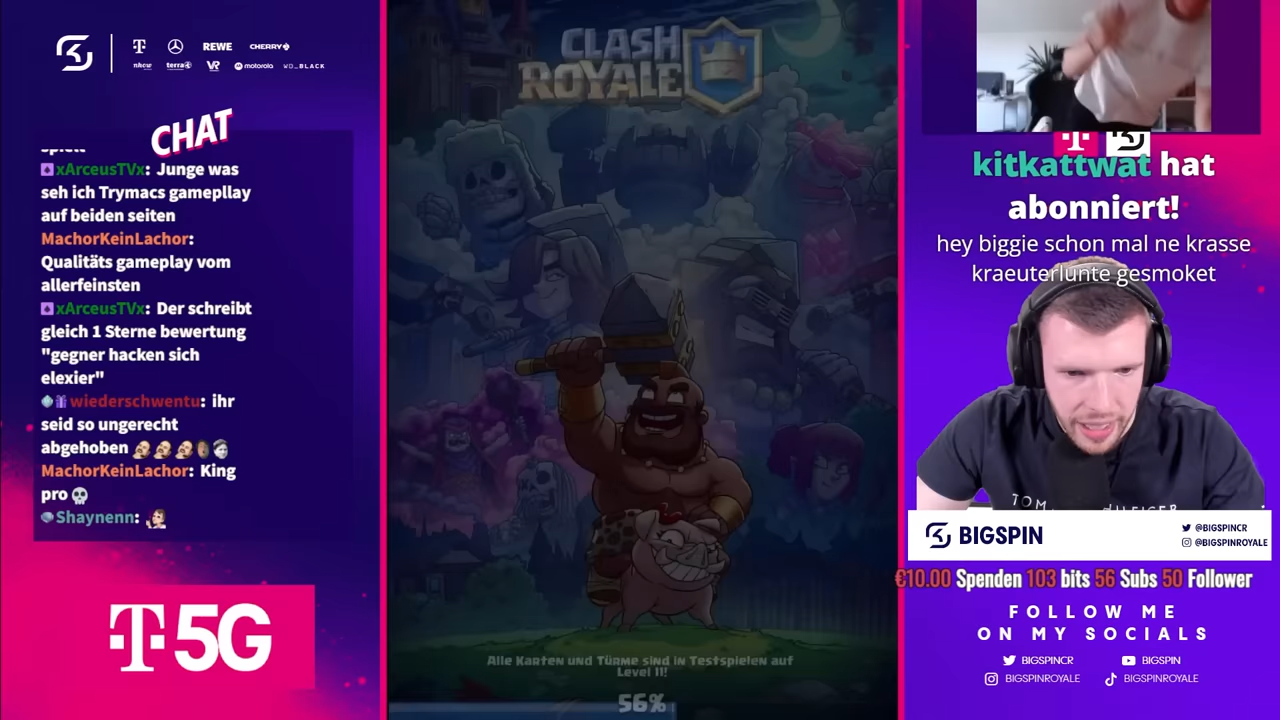 REWE
CHERRY
nhow
terra
VR
motorola
WD_BLACK
CHAT
xArceusTVx: Junge was
seh ich Trymacs gamepllay
auf beiden seiten
MachorKeinLachor:
Qualitäts gameplay vom
allerfeinsten
xArceusTVx: Der schreibt
gleich 1 Sterne bewertung
"gegner hacken sich
elexier"
wiederschwentu: ihr
seid so ungerecht
abgehoben
MachorKeinLachor: King
pro
Shaynenn:
T 5G
CLASH
ROYALE
Alle Karten und Türme sind in Testspielen auf
Level 11!
56%
kitkattwat hat
abonniert!
hey biggie schon mal ne krasse
kraeuterlunte gesmoket
BIGSPIN
@BIGSPINCR
@BIGSPINROYALE
€10.00 Spenden 103 bits 56 Subs 50 Follower
FOLLOW ME
ON MY SOCIALS
BIGSPINCR
BIGSPIN
BIGSPINROYALE
BIGSPINROYALE